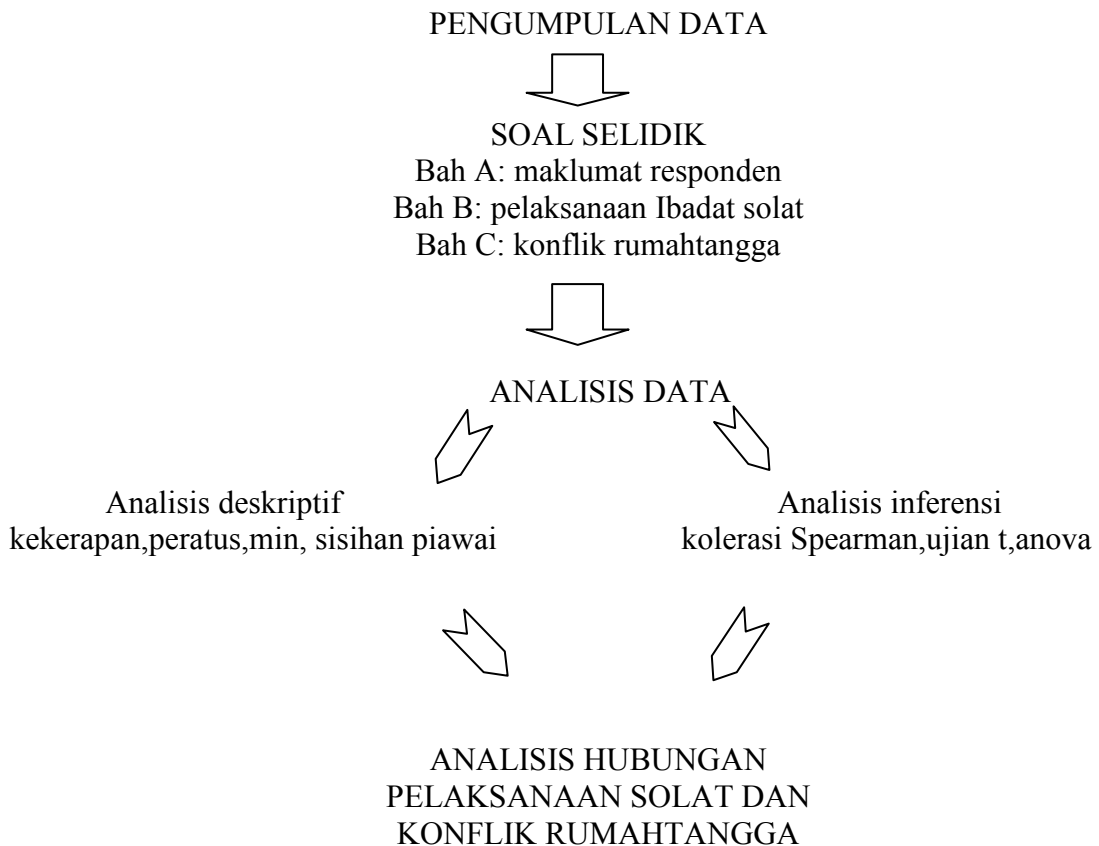 PENGUMPULAN DATA
SOAL SELIDIK
Bah A: maklumat responden
Bah B: pelaksanaan Ibadat solat
Bah C: konflik rumahtangga
ANALISIS DATA
Analisis deskriptif
kekerapan,peratus,min, sisihan piawai
Analisis inferensi
kolerasi Spearman,ujian t,anova
ANALISIS HUBUNGAN
PELAKSANAAN SOLAT DAN
KONFLIK RUMAHTANGGA